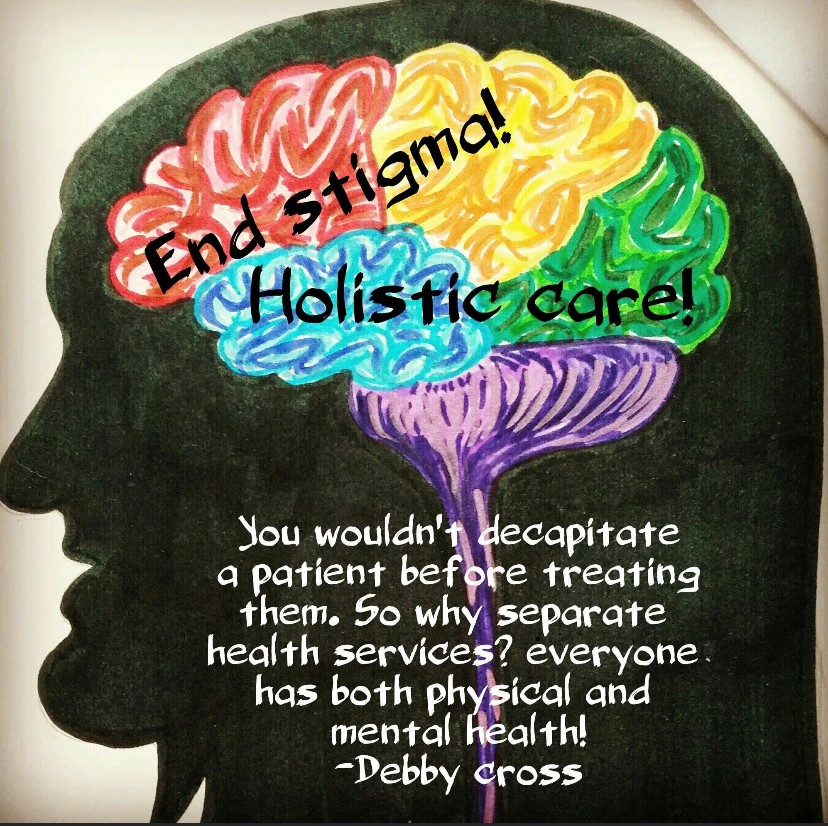 End stigma!
Holistic care!
You wouldn't decapitate
a patient before treating
them. So why separate
health services? everyone
has both physical and
mental health!
-Debby cross